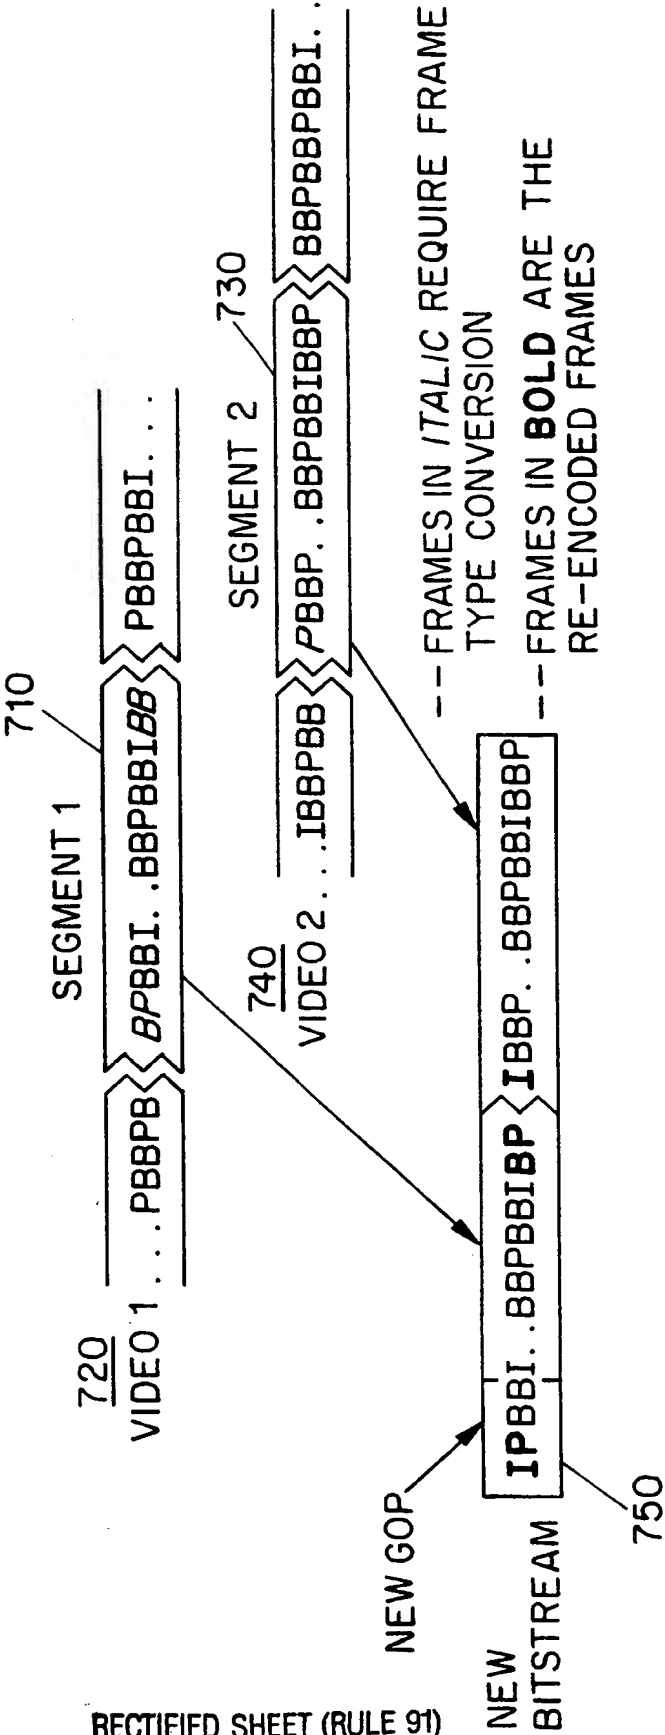 710
SEGMENT 1
720
VIDEO 1 . . . . PBBPB BPBBI. . .BBPBBIBB PBBPBBI. . . .
SEGMENT 2
730
740
VIDEO 2 . . . .IBBPBB PBBP. . .BBPBBIBBP BBPBBPBBI. . .
NEW GOP
NEW
BITSTREAM
IPBBI. . .BBPBBIBP IBBP. . .BBPBBIBBP
750
-- FRAMES IN ITALIC REQUIRE FRAME
TYPE CONVERSION
-- FRAMES IN BOLD ARE THE
RE-ENCODED FRAMES
RECTIFIED SHEET (RULE 91)